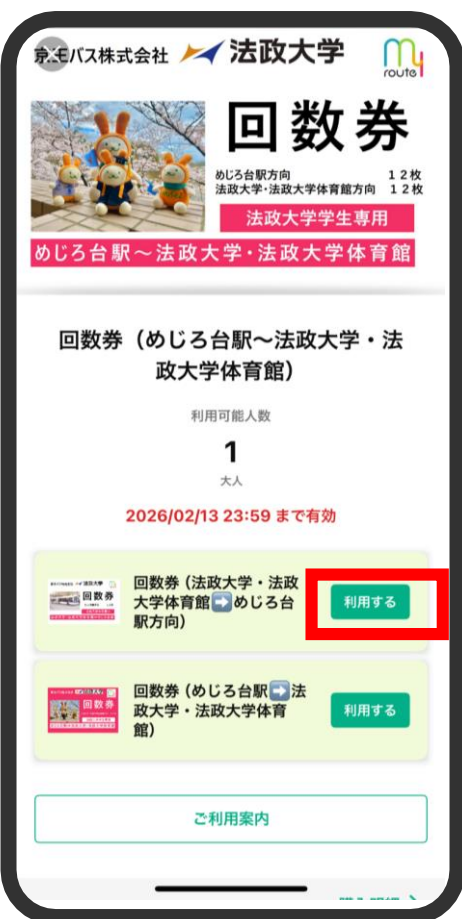 京王バス株式会社 法政大学 my route
回数券
めじろ台駅方向 12枚
法政大学・法政大学体育館方向 12枚
法政大学学生専用
めじろ台駅～法政大学・法政大学体育館
回数券（めじろ台駅～法政大学・法
政大学体育館）
利用可能人数
1
大人
2026/02/13 23:59 まで有効
回数券（法政大学・法政
大学体育館➡めじろ台
駅方向）
利用する
回数券
回数券（めじろ台駅➡法
政大学・法政大学体育
館）
利用する
回数券
ご利用案内